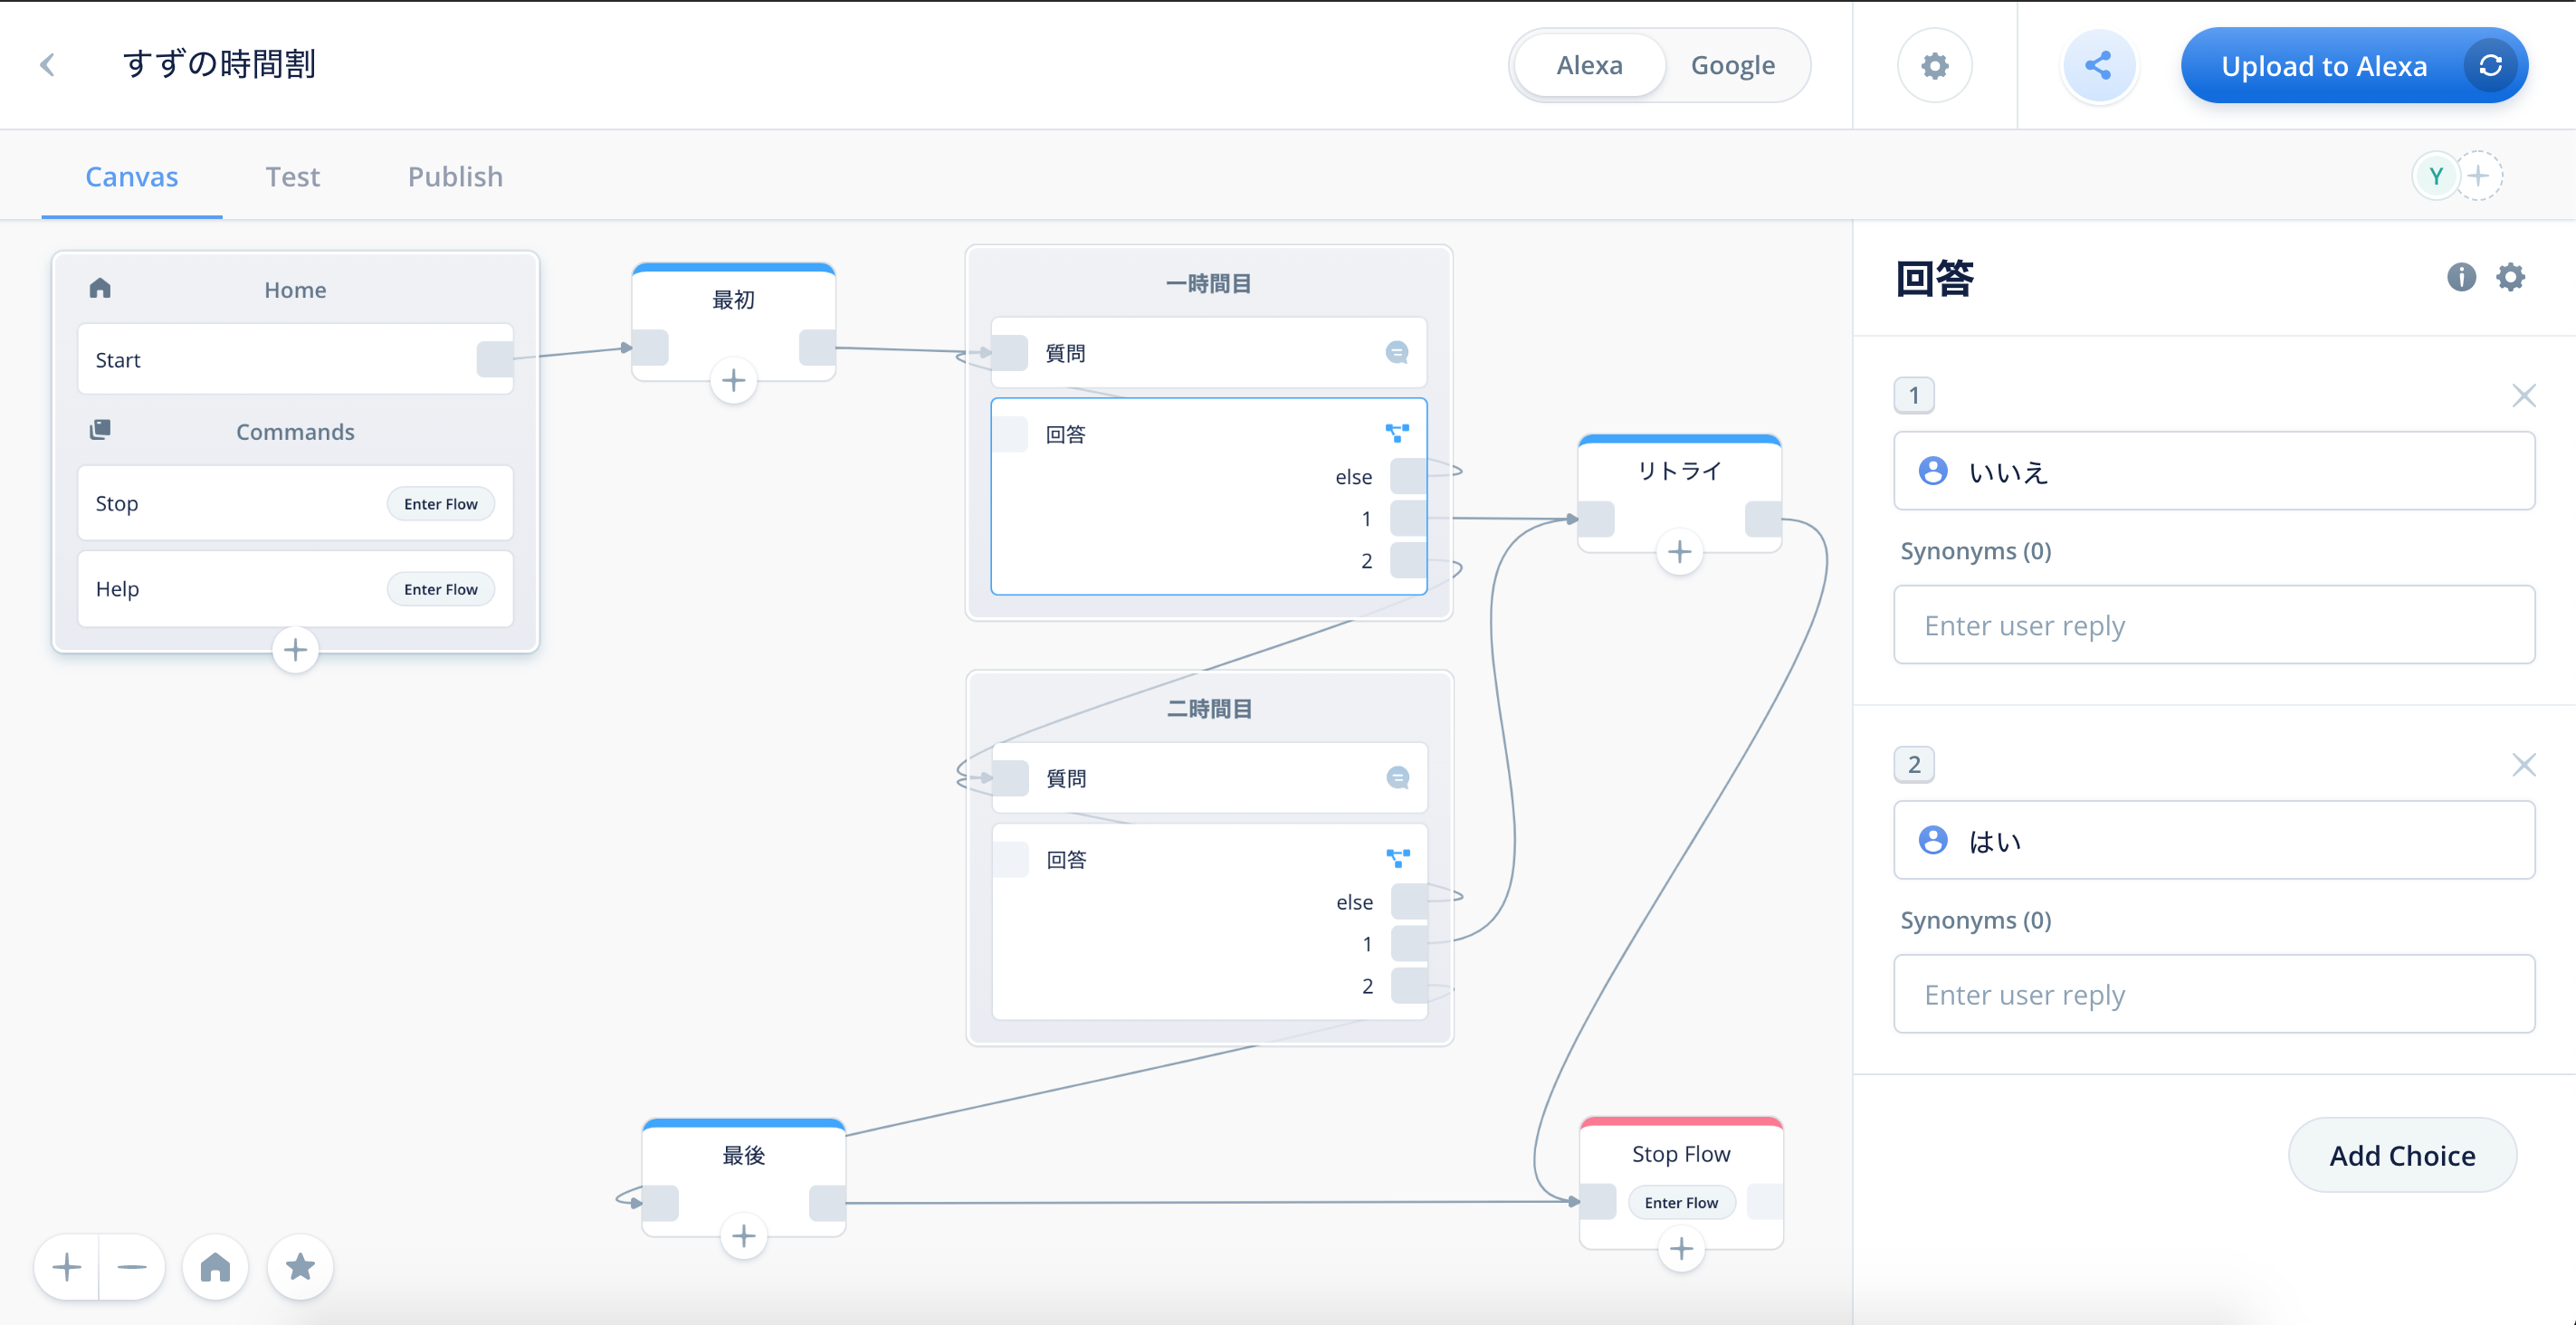 すずの時間割
Alexa
Google
Upload to Alexa
Canvas
Test
Publish
Y
Home
Start
Commands
Stop
Enter Flow
Help
Enter Flow
最初
一時間目
質問
回答
else
1
2
リトライ
二時間目
質問
回答
else
1
2
最後
Stop Flow
Enter Flow
回答
1
いいえ
Synonyms (0)
Enter user reply
2
はい
Synonyms (0)
Enter user reply
Add Choice